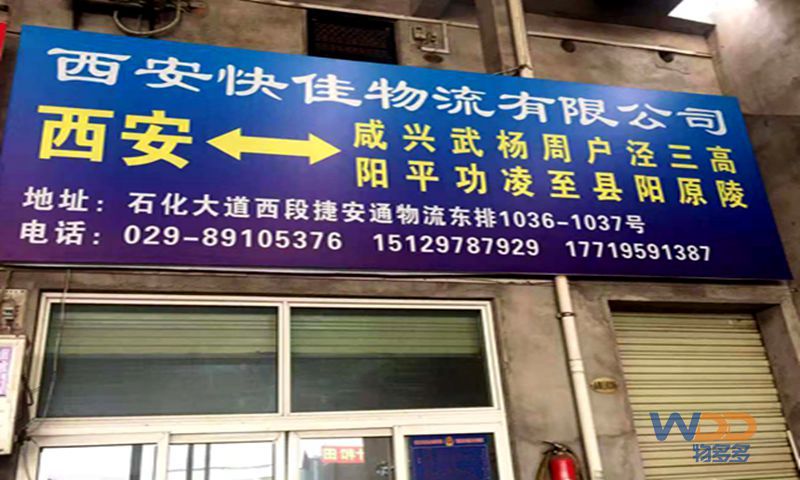 西安快佳物流有限公司
西安 ↔ 咸兴武杨周户泾三高
阳平功凌至县阳原陵
地址：石化大道西段捷安通物流东排1036-1037号
电话：029-89105376 15129787929 17719591387
WDD
物多多